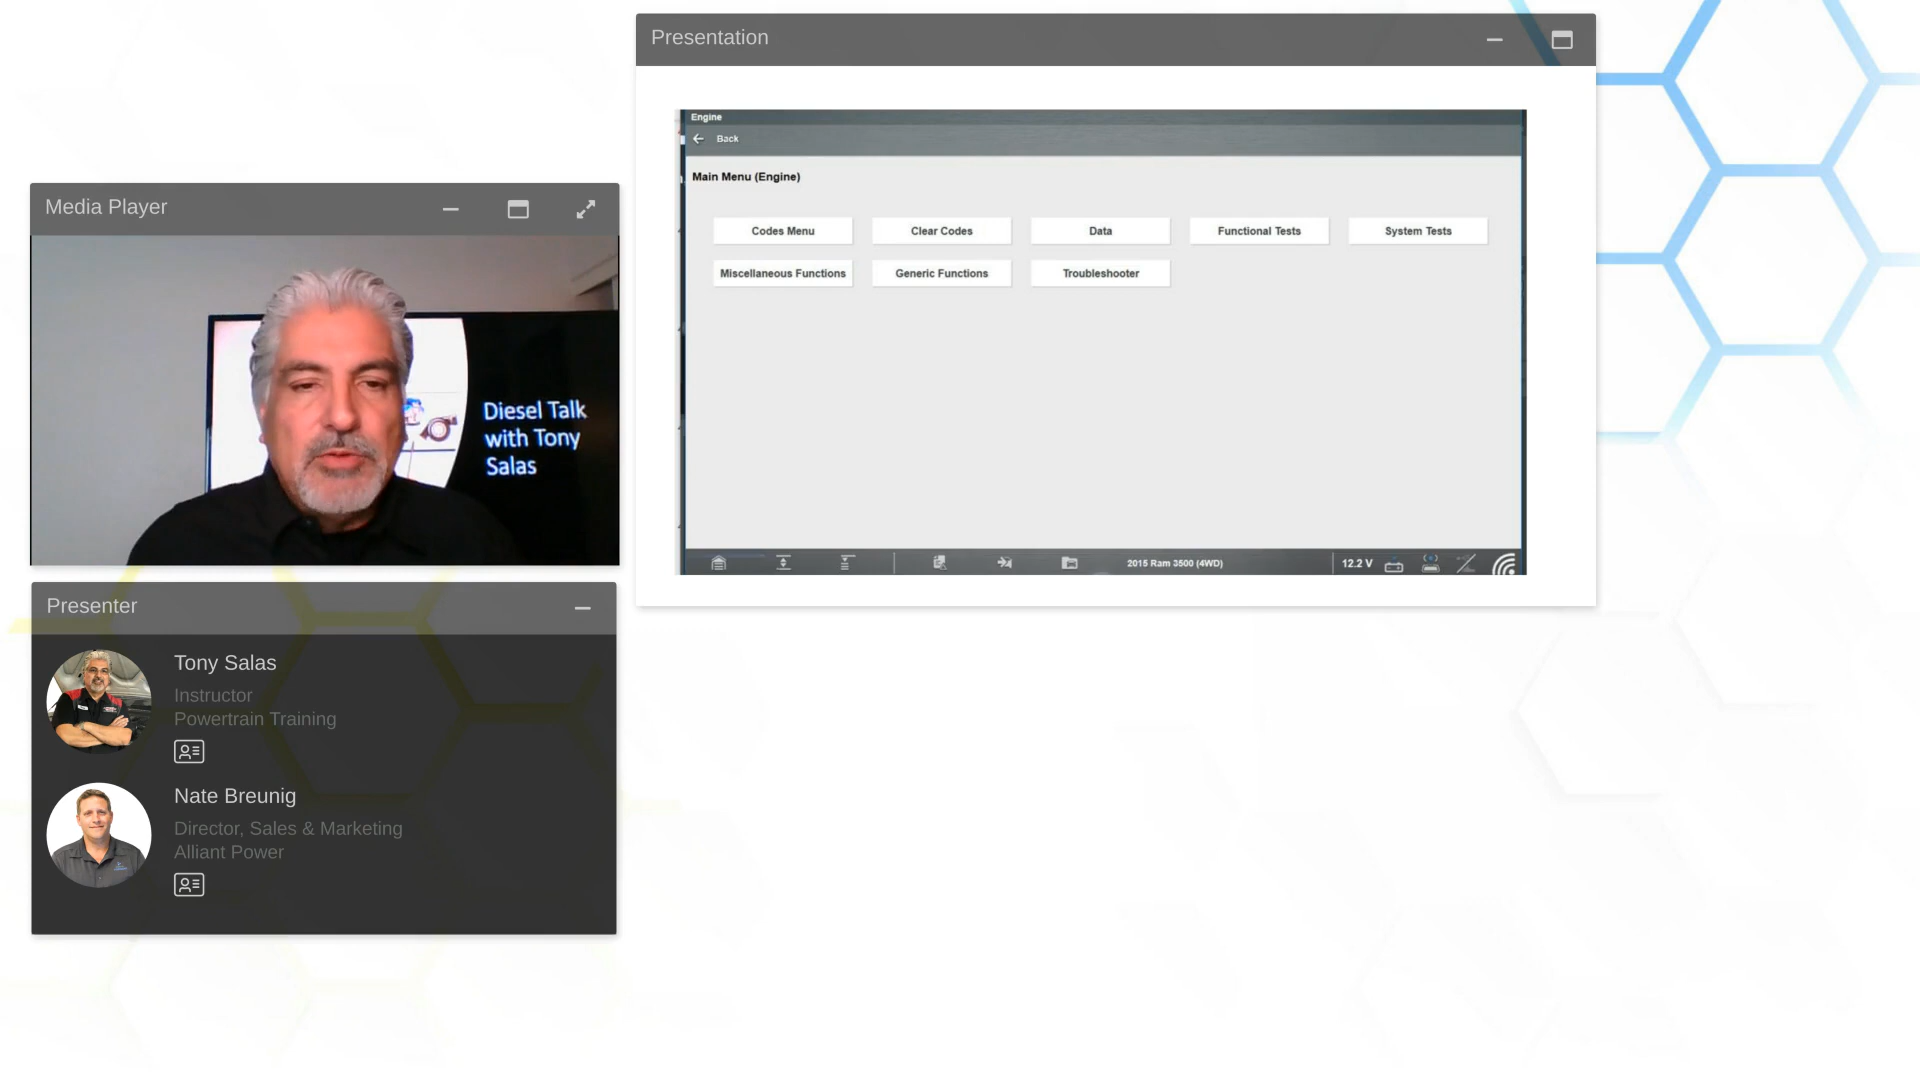 Presentation
Engine
Back
Main Menu (Engine)
Codes Menu
Clear Codes
Data
Functional Tests
System Tests
Miscellaneous Functions
Generic Functions
Troubleshooter
2015 Ram 3500 (4WD)
12.2 V
Media Player
Diesel Talk
with Tony
Salas
Presenter
Tony Salas
Instructor
Powertrain Training
Nate Breunig
Director, Sales & Marketing
Alliant Power